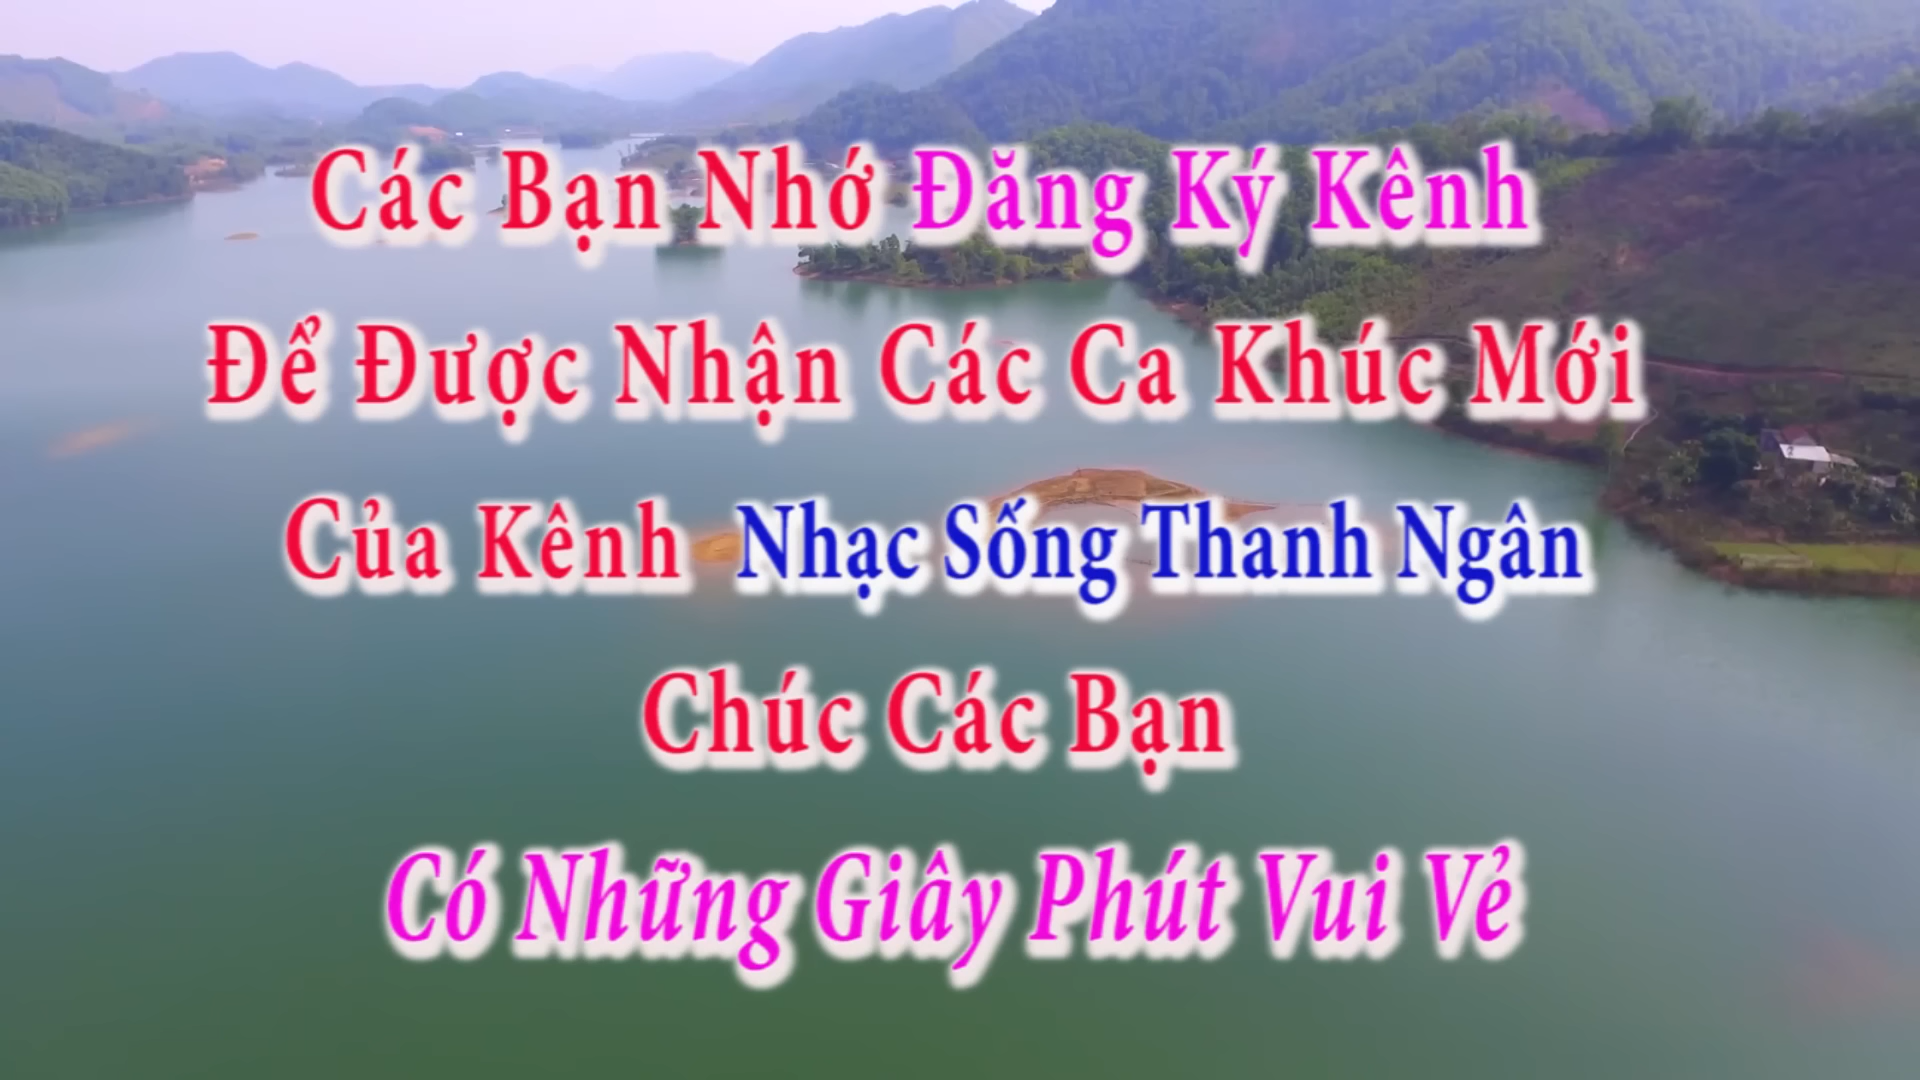 Các Bạn Nhớ Đăng Ký Kênh
Để Được Nhận Các Ca Khúc Mới
Của Kênh Nhạc Sống Thanh Ngân
Chúc Các Bạn
Có Những Giây Phút Vui Vẻ